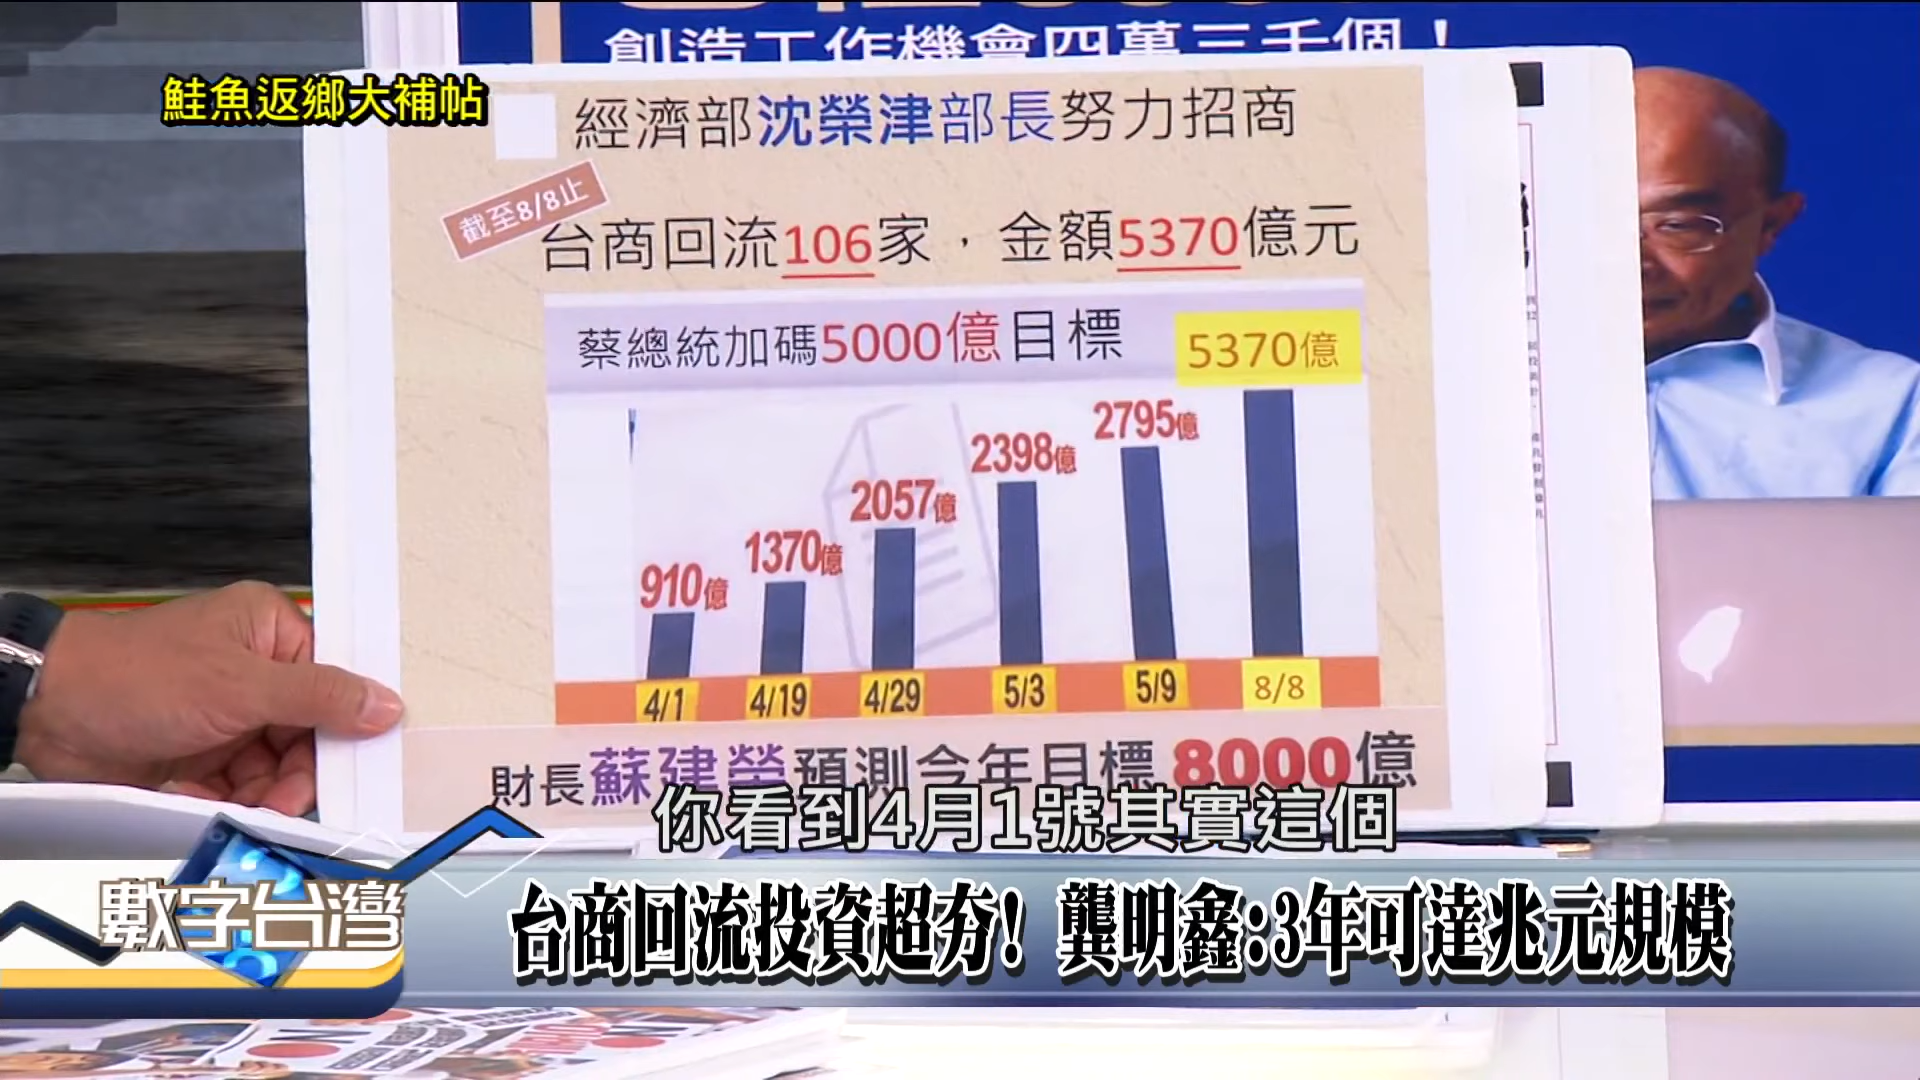 創造工作機會四萬三千個！
鮭魚返鄉大補帖
經濟部沈榮津部長努力招商
截至8/8止
台商回流106家，金額5370億元
蔡總統加碼5000億目標
5370億
910億
1370億
2057億
2398億
2795億
4/1
4/19
4/29
5/3
5/9
8/8
財長蘇建榮預測今年目標8000億
你看到4月1號其實這個
數字台灣
台商回流投資超夯！龔明鑫:3年可達兆元規模